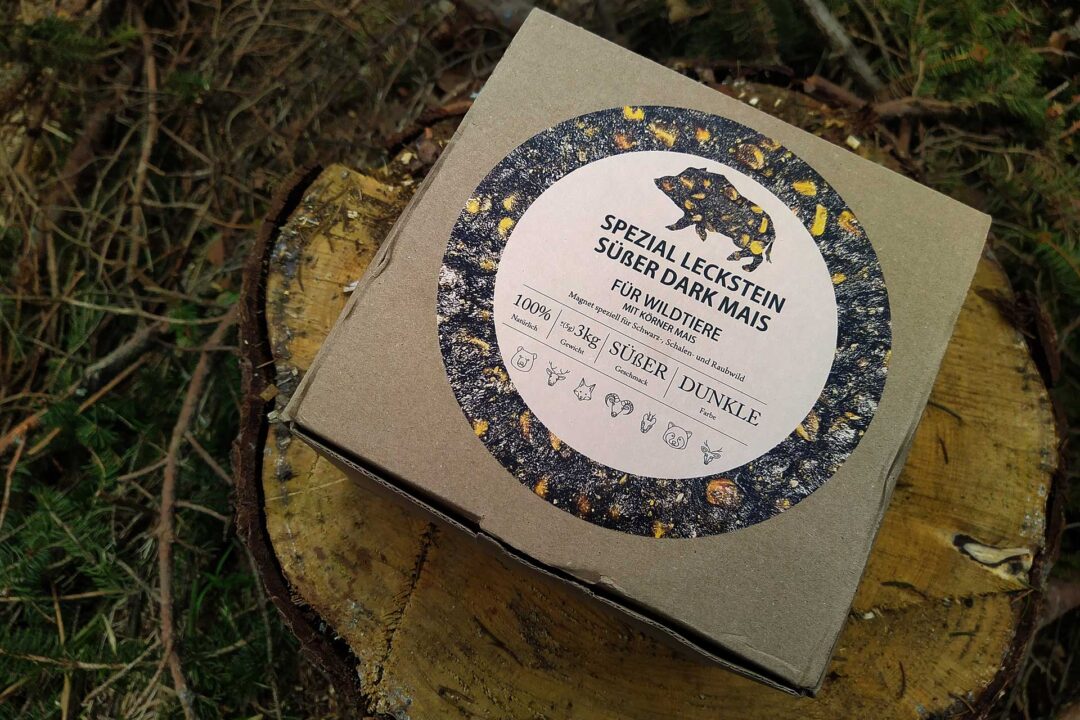 SPEZIAL LECKSTEIN
SÜßER DARK MAIS
FÜR WILDTIERE
MIT KÖRNER MAIS
Magnet speziell für Schwarz-, Schalen- und Raubwild
100% 3kg SÜßER DUNKLE
Natürlich Gewicht Geschmack Farbe